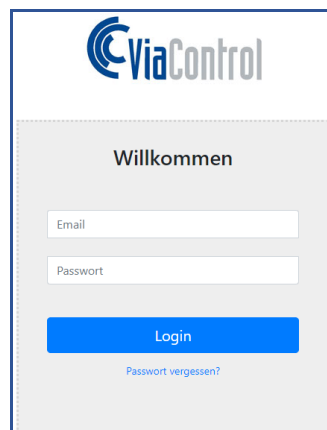 ViaControl
Willkommen
Email
Passwort
Login
Passwort vergessen?